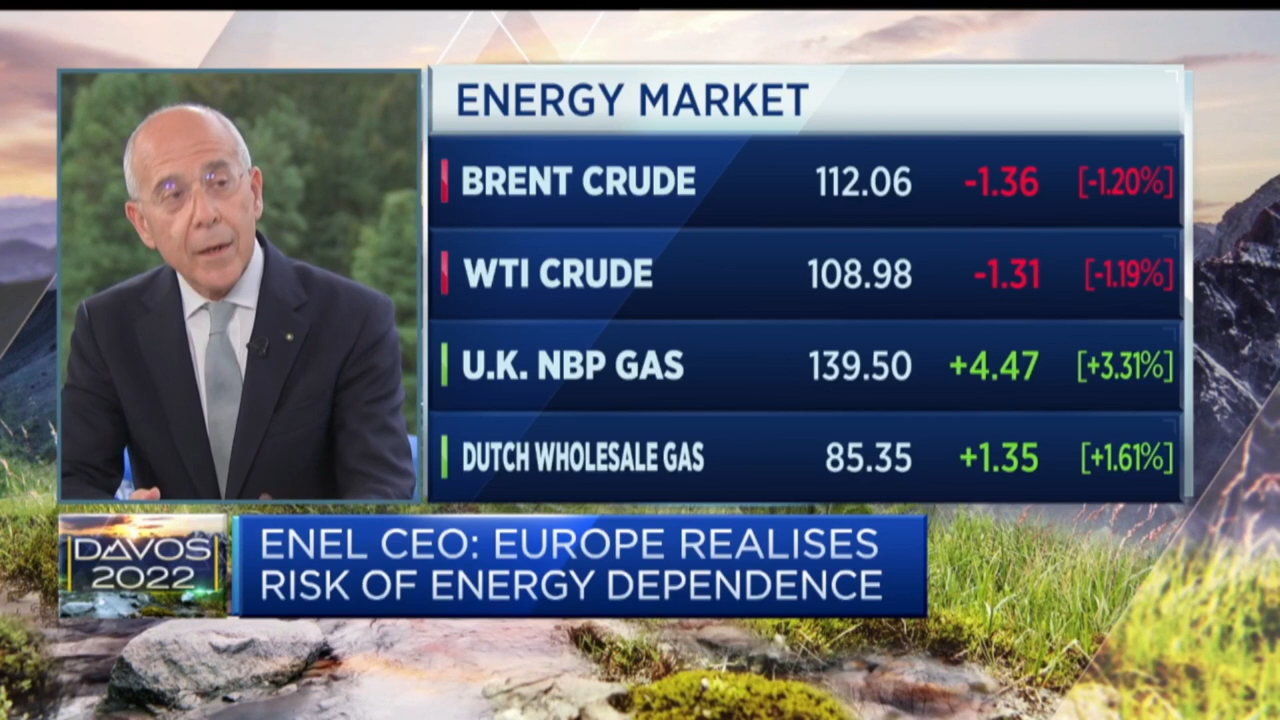 ENERGY MARKET
BRENT CRUDE 112.06 -1.36 [-1.20%]
WTI CRUDE 108.98 -1.31 [-1.19%]
U.K. NBP GAS 139.50 +4.47 [+3.31%]
DUTCH WHOLESALE GAS 85.35 +1.35 [+1.61%]
DAVOS
2022
ENEL CEO: EUROPE REALISES
RISK OF ENERGY DEPENDENCE